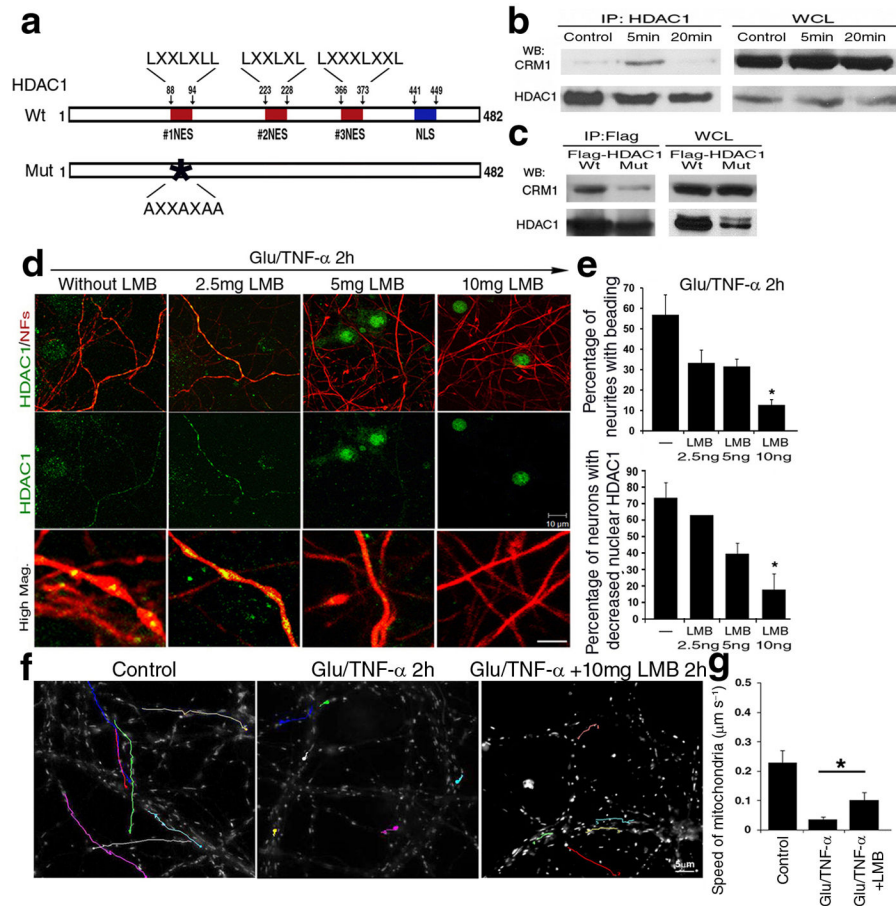 a
LXXLXLL
LXXLXL
LXXXLXXL
HDAC1
88
94
223
228
366
373
441
449
Wt 1
482
#1NES
#2NES
#3NES
NLS
Mut 1
482
AXXAXAA
b
IP: HDAC1
WCL
Control 5min 20min
Control 5min 20min
WB:
CRM1
HDAC1
c
IP:Flag
WCL
Flag-HDAC1
Flag-HDAC1
Wt Mut
Wt Mut
WB:
CRM1
HDAC1
d
Glu/TNF-α 2h
Without LMB
2.5mg LMB
5mg LMB
10mg LMB
HDAC1/NFs
HDAC1
High Mag.
10 μm
e
Glu/TNF-α 2h
Percentage of
neurites with beading
70
60
50
40
30
20
10
0
*
—
LMB
2.5ng
LMB
5ng
LMB
10ng
Percentage of neurons with
decreased nuclear HDAC1
90
80
70
60
50
40
30
20
10
0
*
—
LMB
2.5ng
LMB
5ng
LMB
10ng
f
Control
Glu/TNF-α 2h
Glu/TNF-α +10mg LMB 2h
5μm
g
Speed of mitochondria (μm s⁻¹)
0.5
0.4
0.3
0.2
0.1
0
*
Control
Glu/TNF-α
Glu/TNF-α
+LMB